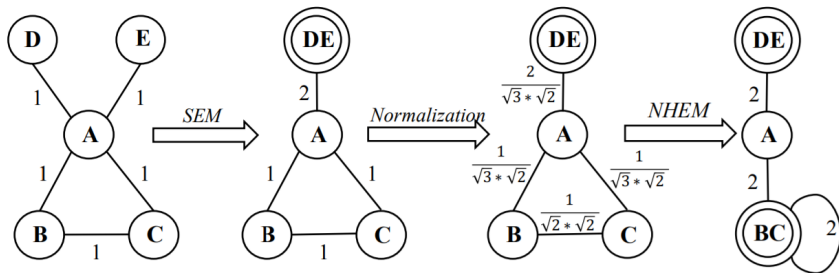 D E
1 1
A
1 1
B 1 C
SEM
DE
2
A
1 1
B 1 C
Normalization
DE
2/(√3 * √2)
A
1/(√3 * √2) 1/(√3 * √2)
1/(√2 * √2)
B C
NHEM
DE
2
A
2
BC 2